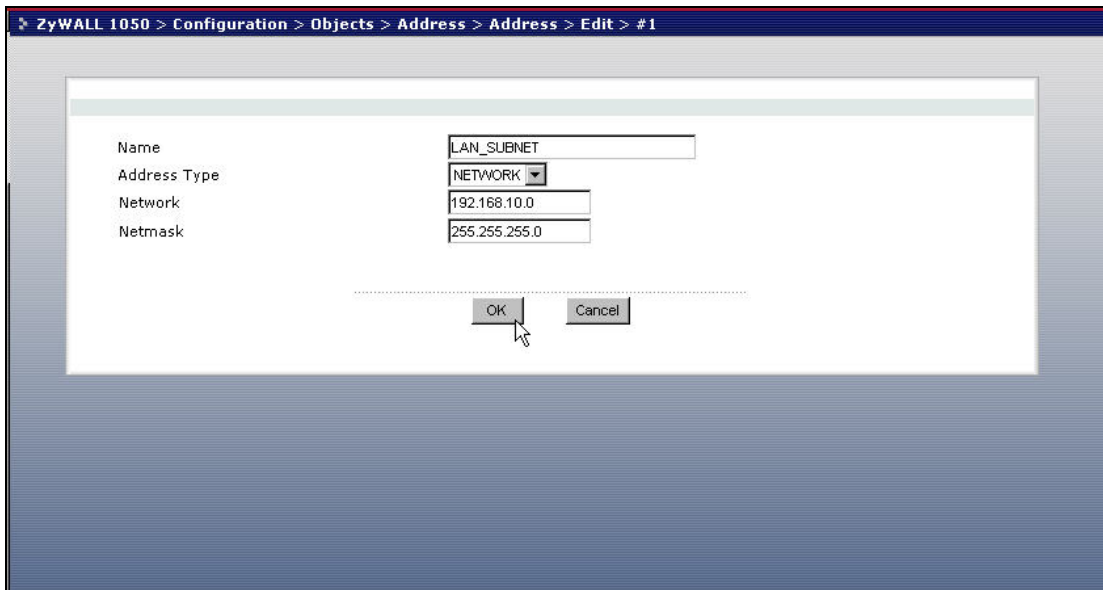 ZyWALL 1050 > Configuration > Objects > Address > Address > Edit > #1
Name LAN_SUBNET
Address Type NETWORK
Network 192.168.10.0
Netmask 255.255.255.0
OK Cancel